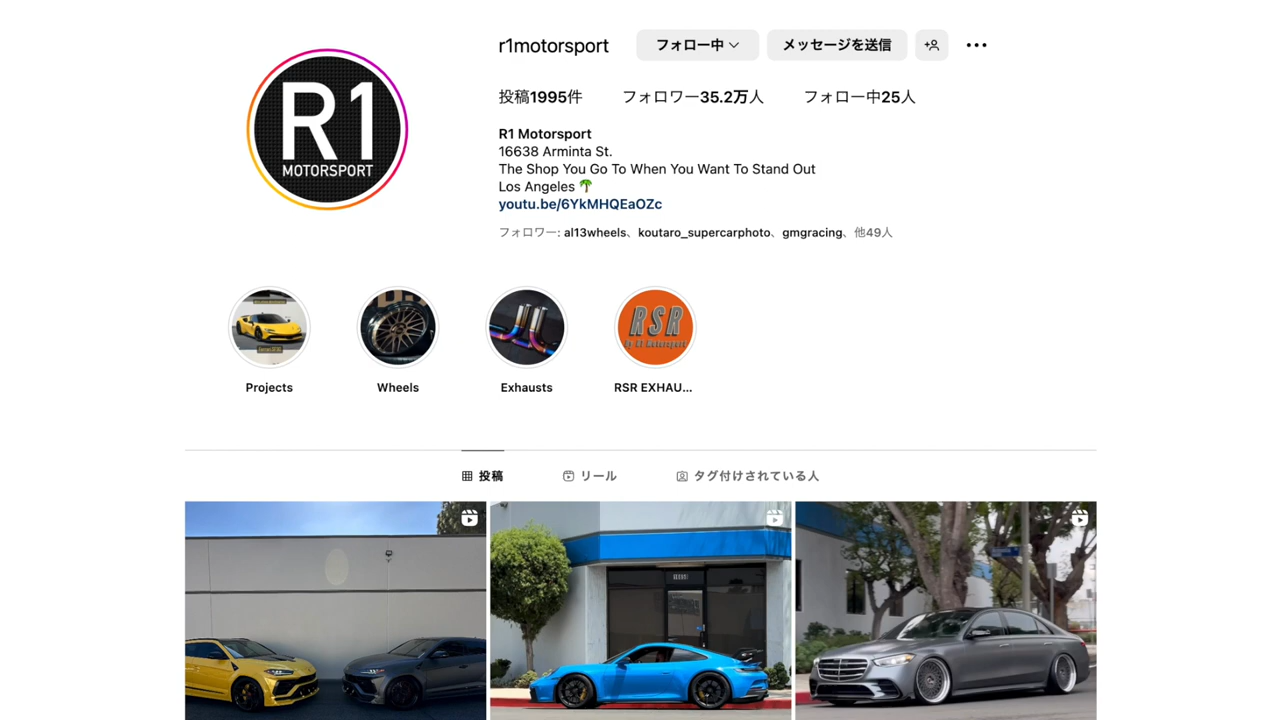 r1motorsport
フォロー中
メッセージを送信
投稿1995件
フォロワー35.2万人
フォロー中25人
R1
MOTORSPORT
R1 Motorsport
16638 Arminta St.
The Shop You Go To When You Want To Stand Out
Los Angeles 🌴
youtu.be/6YkMHQEaOZc
フォロワー: al13wheels、koutaro_supercarphoto、gmgracing、他49人
RSR
by R1 Motorsport
Projects
Wheels
Exhausts
RSR EXHAU...
投稿
リール
タグ付けされている人